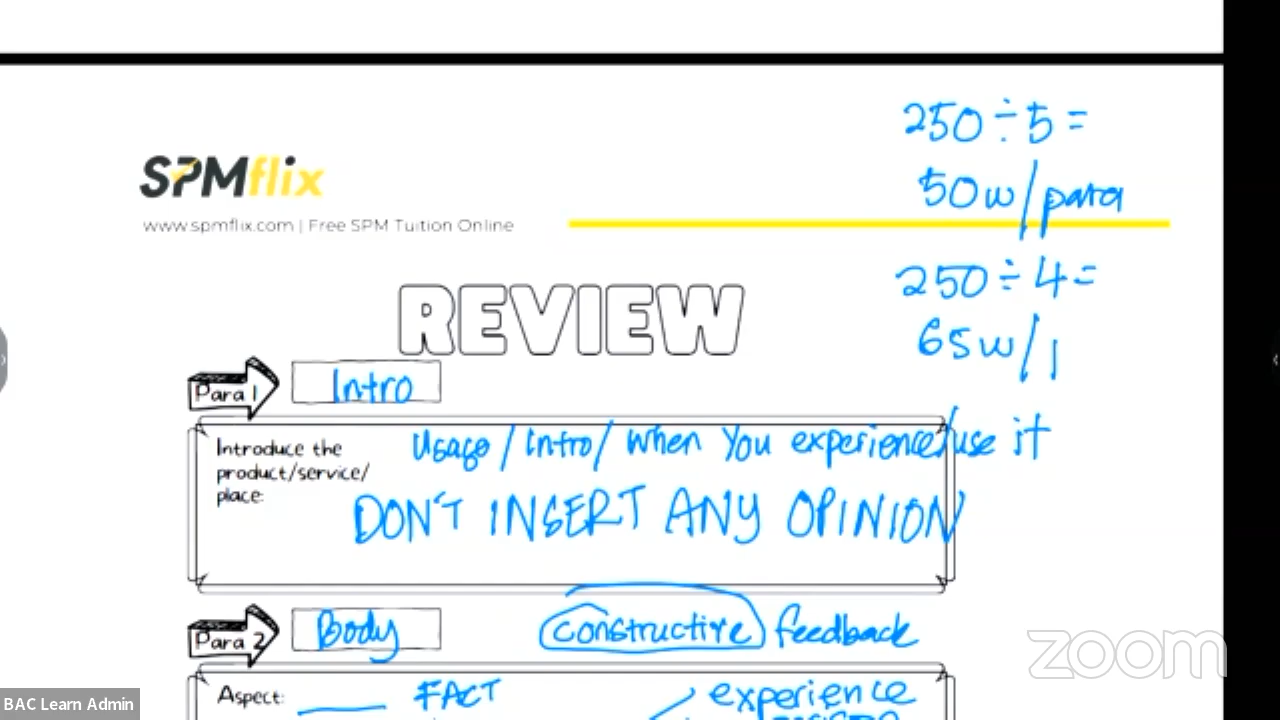 250 ÷ 5 =
50w/para
SPMflix
www.spmflix.com | Free SPM Tuition Online
250 ÷ 4 =
65w/1
REVIEW
Para 1
Intro
Introduce the
product/service/
place:
Usage / Intro / When You experience/use it
DON'T INSERT ANY OPINION
Para 2
Body
constructive feedback
Aspect:
FACT
experience
zoom
BAC Learn Admin